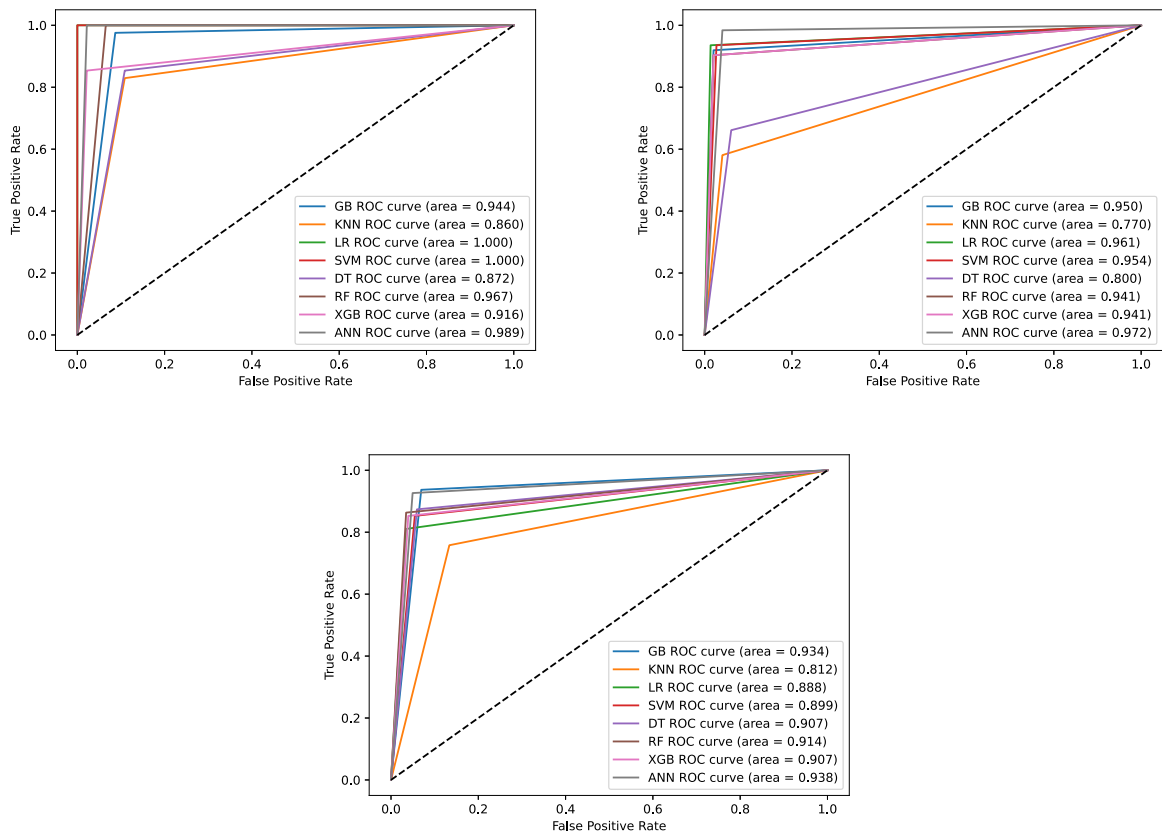 True Positive Rate
1.0
0.8
0.6
0.4
0.2
0.0
GB ROC curve (area = 0.944)
KNN ROC curve (area = 0.860)
LR ROC curve (area = 1.000)
SVM ROC curve (area = 1.000)
DT ROC curve (area = 0.872)
RF ROC curve (area = 0.967)
XGB ROC curve (area = 0.916)
ANN ROC curve (area = 0.989)
0.0 0.2 0.4 0.6 0.8 1.0
False Positive Rate
True Positive Rate
1.0
0.8
0.6
0.4
0.2
0.0
GB ROC curve (area = 0.950)
KNN ROC curve (area = 0.770)
LR ROC curve (area = 0.961)
SVM ROC curve (area = 0.954)
DT ROC curve (area = 0.800)
RF ROC curve (area = 0.941)
XGB ROC curve (area = 0.941)
ANN ROC curve (area = 0.972)
0.0 0.2 0.4 0.6 0.8 1.0
False Positive Rate
True Positive Rate
1.0
0.8
0.6
0.4
0.2
0.0
GB ROC curve (area = 0.934)
KNN ROC curve (area = 0.812)
LR ROC curve (area = 0.888)
SVM ROC curve (area = 0.899)
DT ROC curve (area = 0.907)
RF ROC curve (area = 0.914)
XGB ROC curve (area = 0.907)
ANN ROC curve (area = 0.938)
0.0 0.2 0.4 0.6 0.8 1.0
False Positive Rate